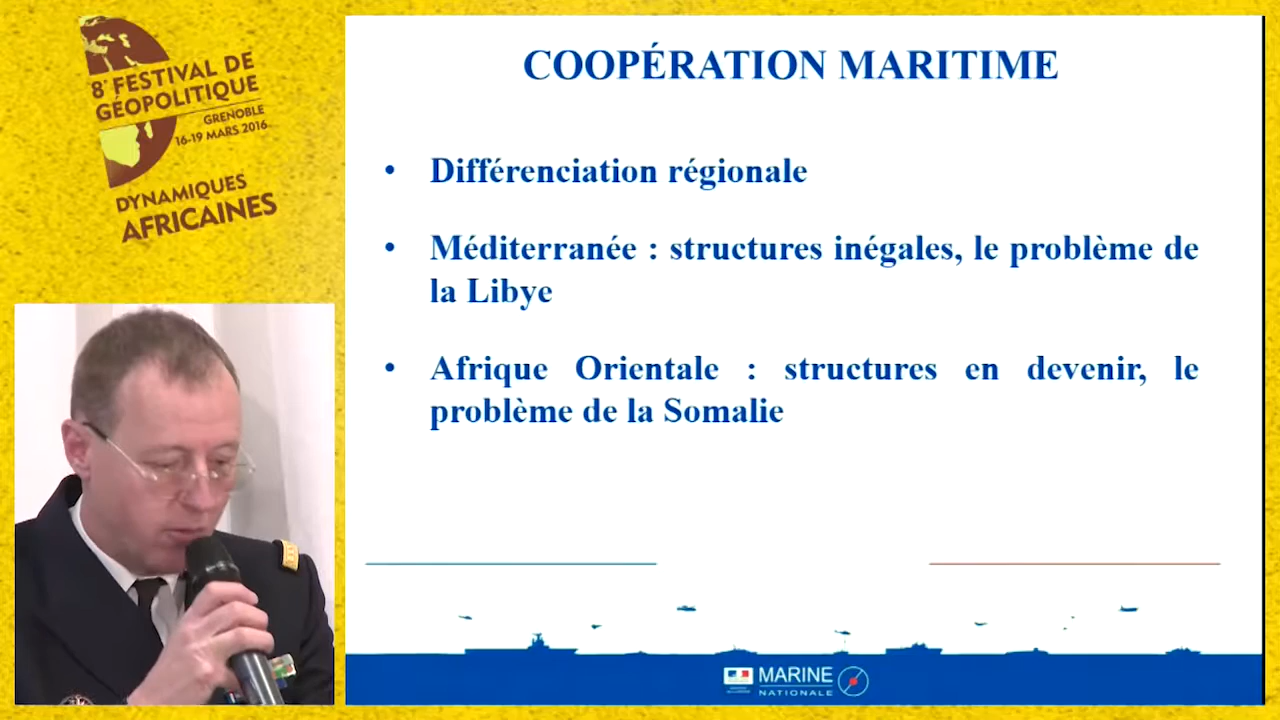 8e FESTIVAL DE
GÉOPOLITIQUE
GRENOBLE
16-19 MARS 2016
DYNAMIQUES
AFRICAINES
COOPÉRATION MARITIME
• Différenciation régionale
• Méditerranée : structures inégales, le problème de
la Libye
• Afrique Orientale : structures en devenir, le
problème de la Somalie
MARINE
NATIONALE